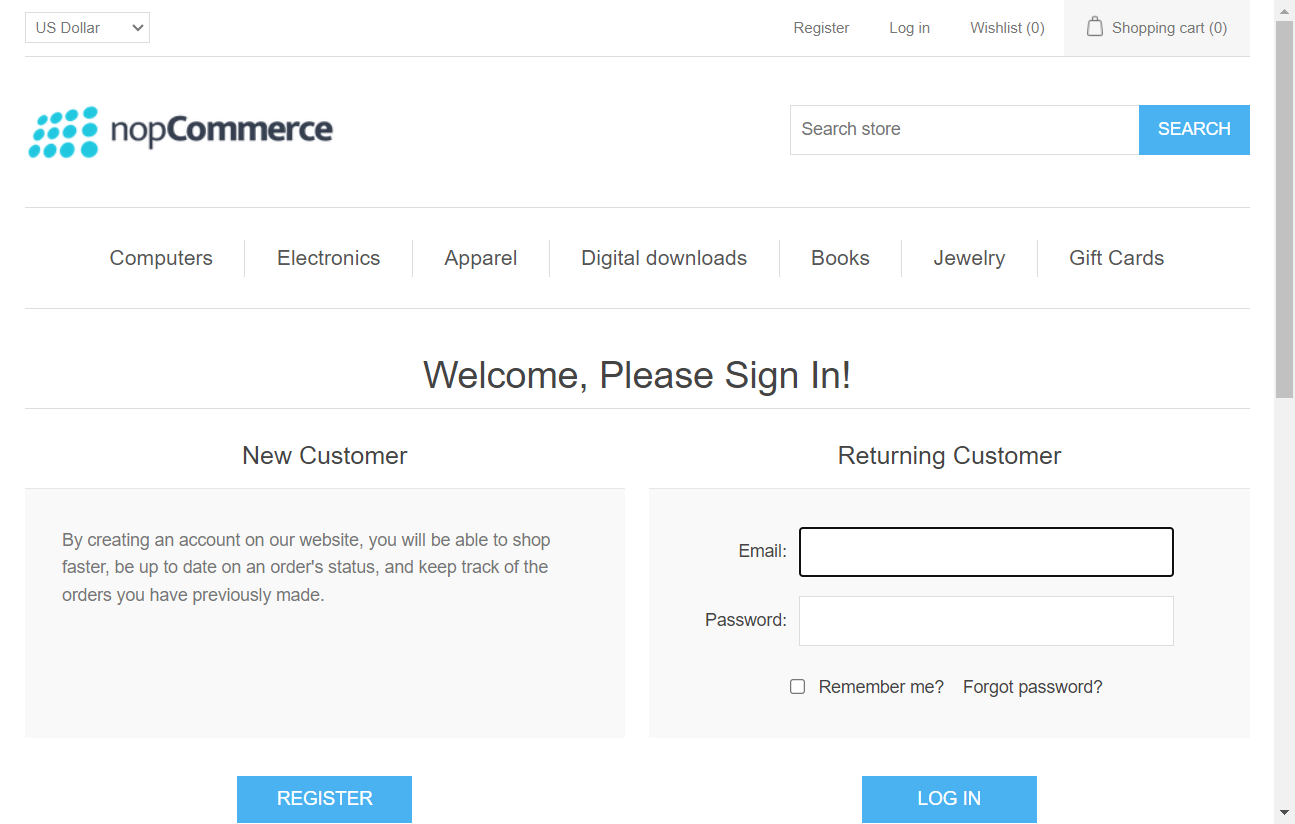 US Dollar
Register
Log in
Wishlist (0)
Shopping cart (0)
nopCommerce
Search store
SEARCH
Computers
Electronics
Apparel
Digital downloads
Books
Jewelry
Gift Cards
Welcome, Please Sign In!
New Customer
By creating an account on our website, you will be able to shop
faster, be up to date on an order's status, and keep track of the
orders you have previously made.
REGISTER
Returning Customer
Email:
Password:
Remember me?
Forgot password?
LOG IN